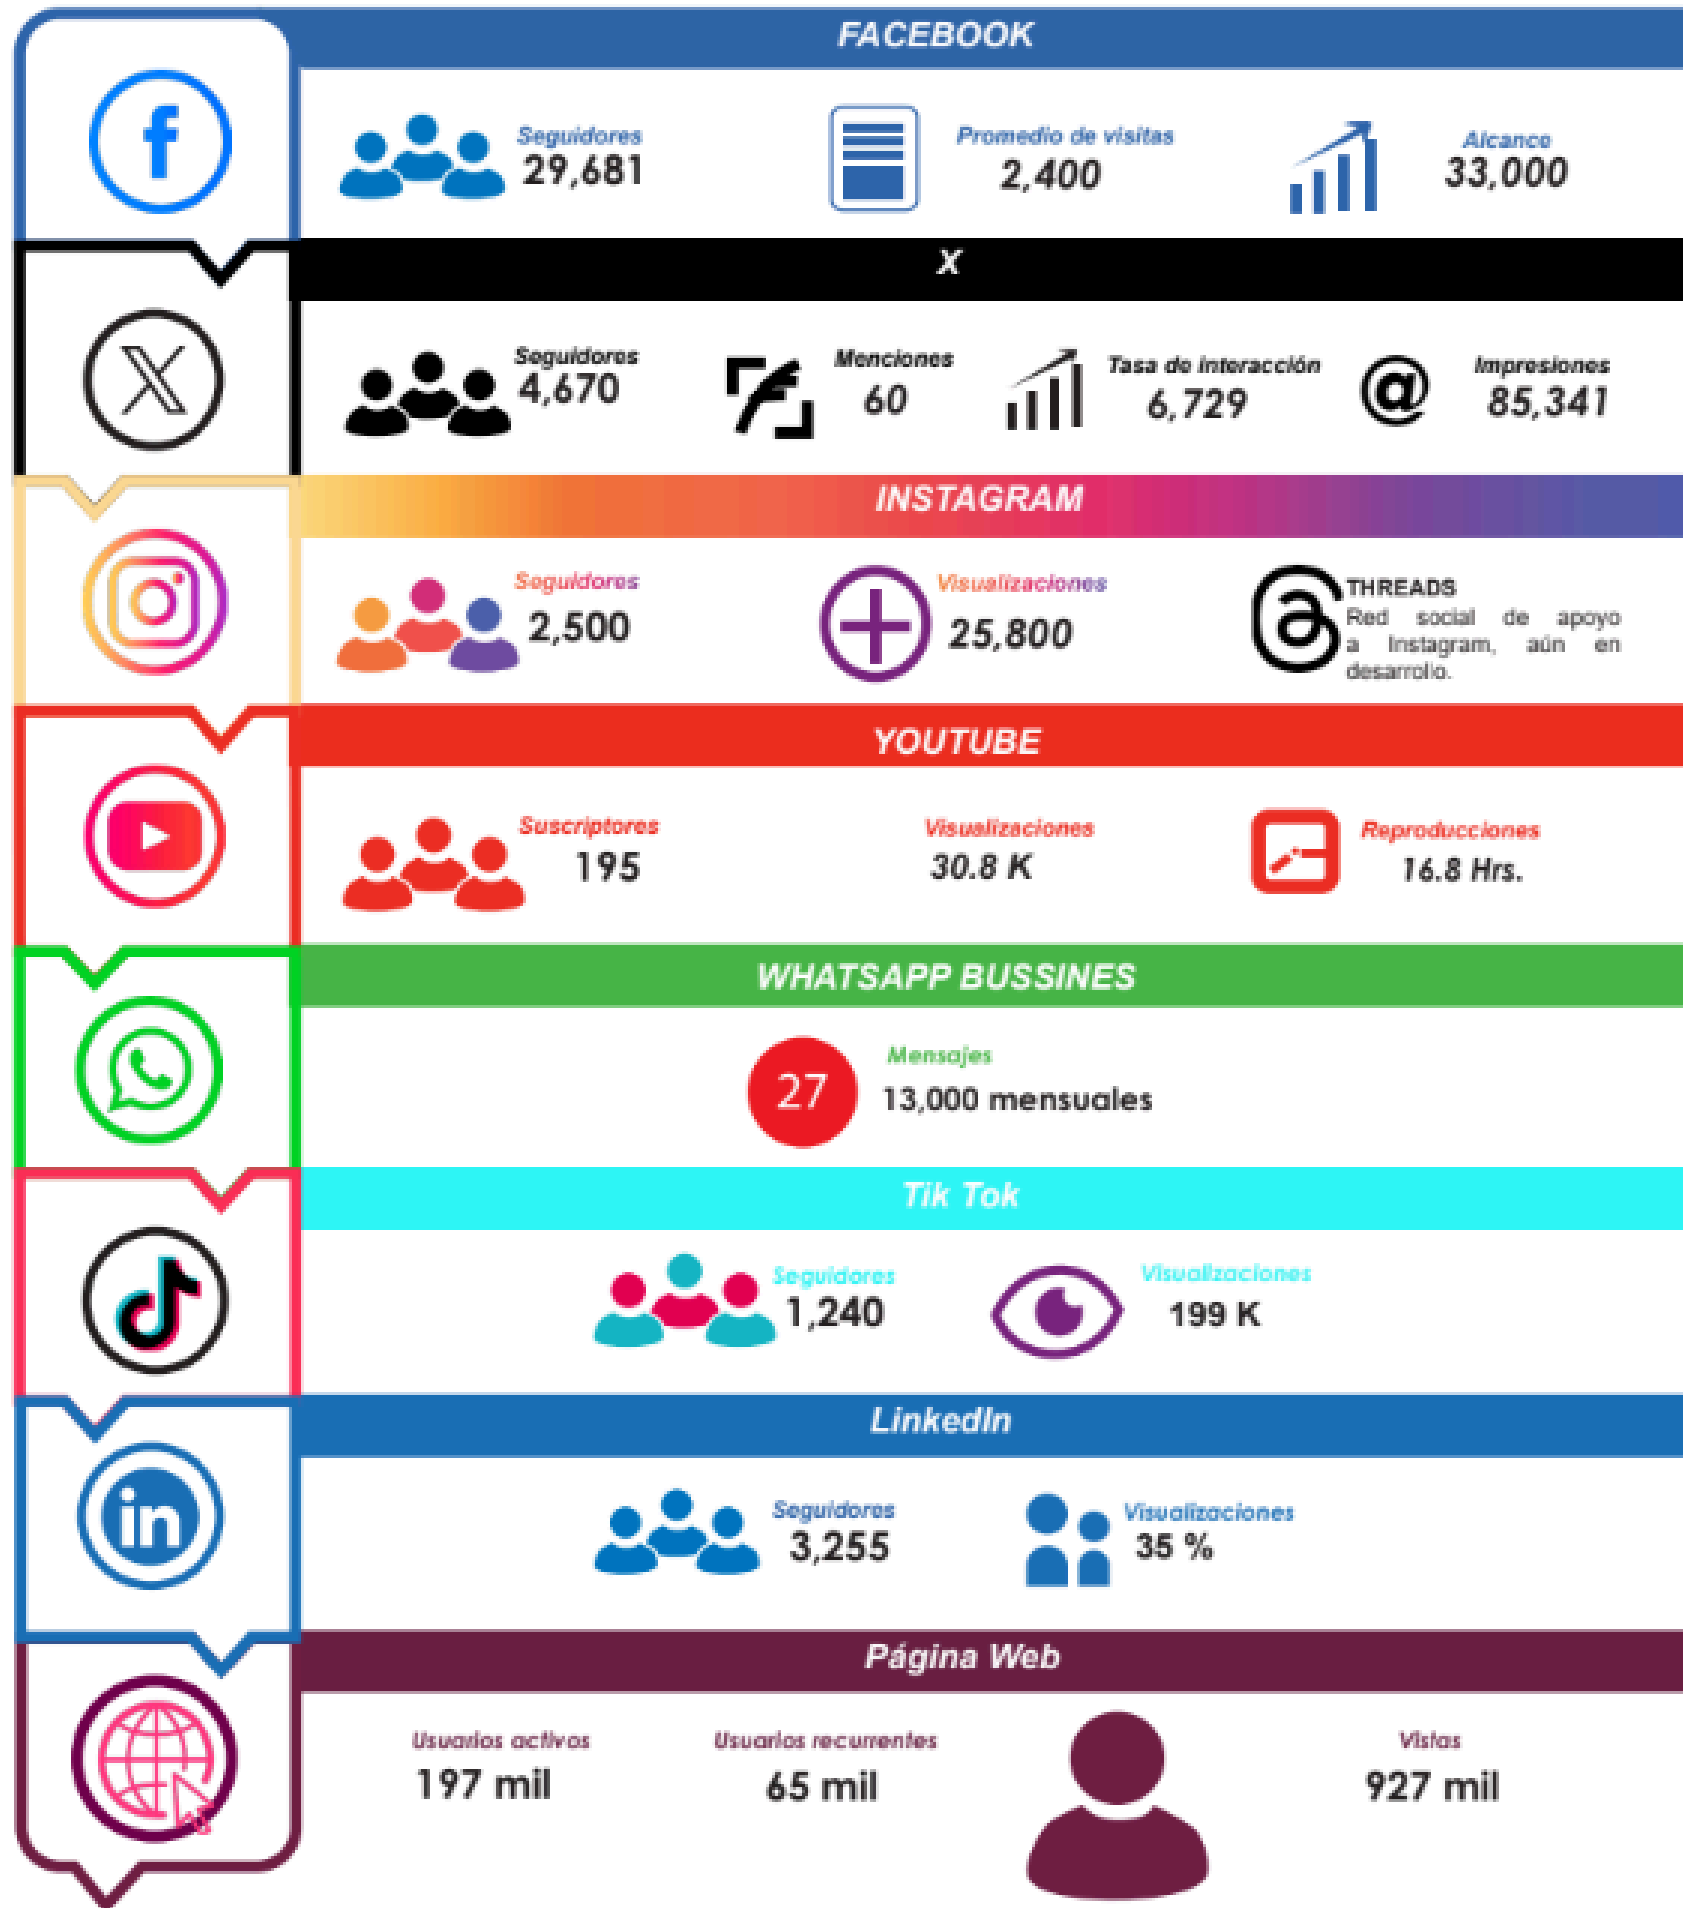 FACEBOOK
Seguidores
29,681
Promedio de visitas
2,400
Alcance
33,000
X
Seguidores
4,670
Menciones
60
Tasa de interacción
6,729
Impresiones
85,341
INSTAGRAM
Seguidores
2,500
Visualizaciones
25,800
THREADS
Red social de apoyo
a Instagram, aún en
desarrollo.
YOUTUBE
Suscriptores
195
Visualizaciones
30.8 K
Reproducciones
16.8 Hrs.
WHATSAPP BUSSINES
27
Mensajes
13,000 mensuales
Tik Tok
Seguidores
1,240
Visualizaciones
199 K
LinkedIn
in
Seguidores
3,255
Visualizaciones
35 %
Página Web
Usuarios activos
197 mil
Usuarios recurrentes
65 mil
Vistas
927 mil